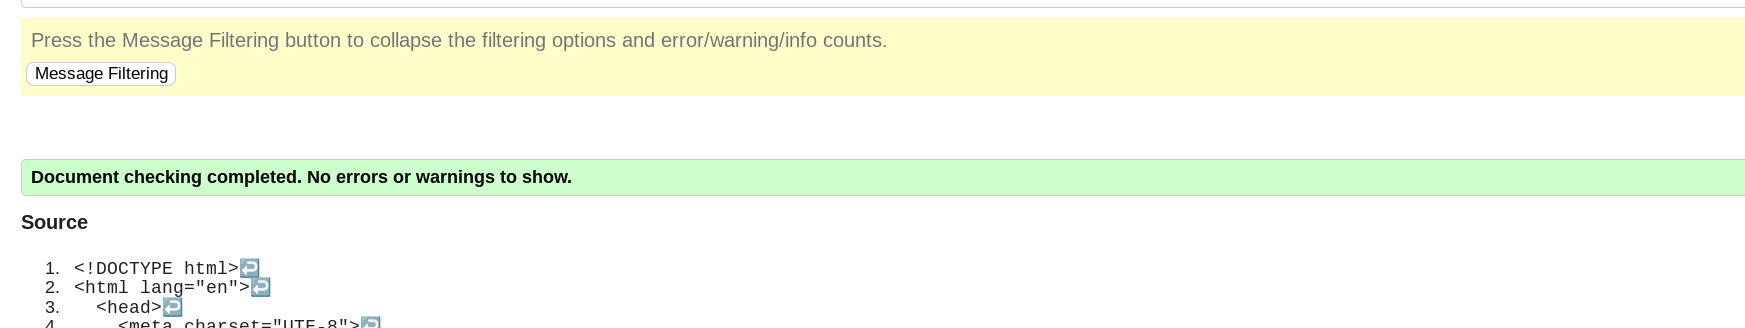 Press the Message Filtering button to collapse the filtering options and error/warning/info counts.
Message Filtering
Document checking completed. No errors or warnings to show.
Source
1. <!DOCTYPE html>↩
2. <html lang="en">↩
3. <head>↩
4. <meta charset="UTF-8">↩